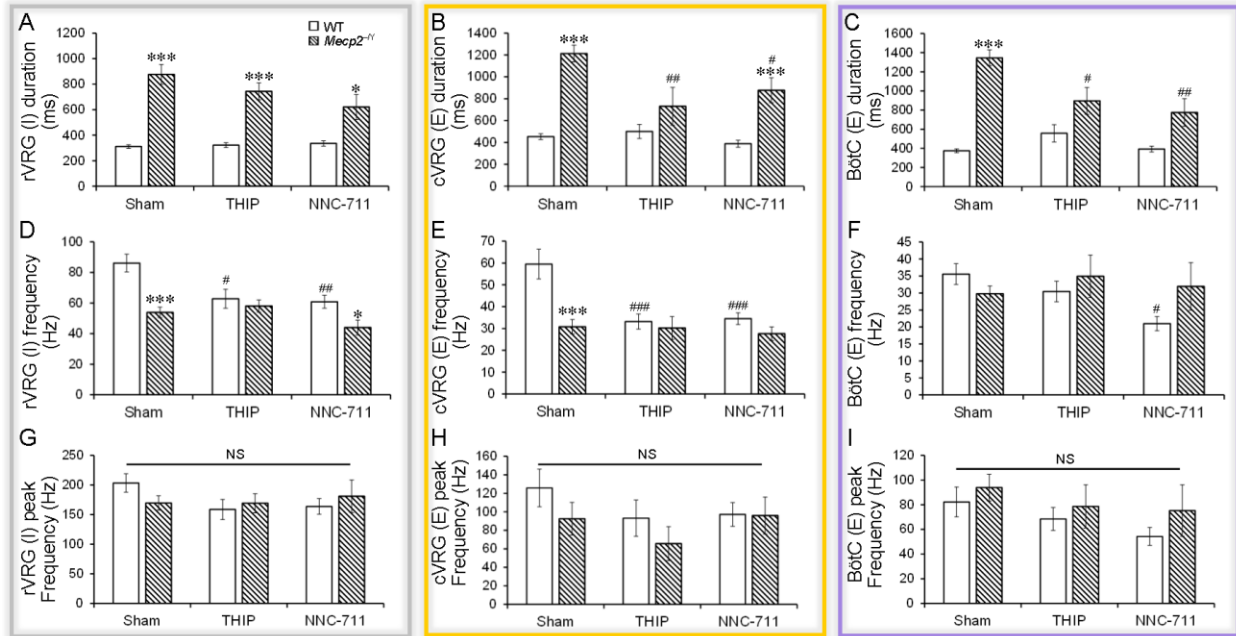 A
rVRG (I) duration
(ms)
1200
1000
800
600
400
200
0
WT
Mecp2⁻/ʸ
***
***
*
Sham THIP NNC-711
B
cVRG (E) duration
(ms)
1400
1200
1000
800
600
400
200
0
***
##
#
***
Sham THIP NNC-711
C
BötC (E) duration
(ms)
1600
1400
1200
1000
800
600
400
200
0
***
#
##
Sham THIP NNC-711
D
rVRG (I) frequency
(Hz)
100
80
60
40
20
0
***
#
##
*
Sham THIP NNC-711
E
cVRG (E) frequency
(Hz)
70
60
50
40
30
20
10
0
***
###
###
Sham THIP NNC-711
F
BötC (E) frequency
(Hz)
45
40
35
30
25
20
15
10
5
0
#
Sham THIP NNC-711
G
rVRG (I) peak
Frequency (Hz)
250
200
150
100
50
0
NS
Sham THIP NNC-711
H
cVRG (E) peak
Frequency (Hz)
160
140
120
100
80
60
40
20
0
NS
Sham THIP NNC-711
I
BötC (E) peak
Frequency (Hz)
120
100
80
60
40
20
0
NS
Sham THIP NNC-711